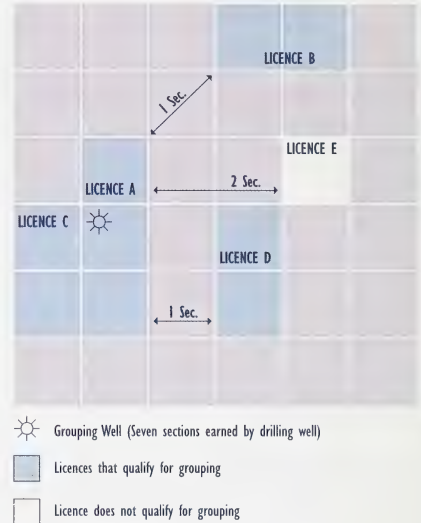 LICENCE B
1 Sec.
LICENCE E
LICENCE A
2 Sec.
LICENCE C
LICENCE D
1 Sec.
Grouping Well (Seven sections earned by drilling well)
Licences that qualify for grouping
Licence does not qualify for grouping